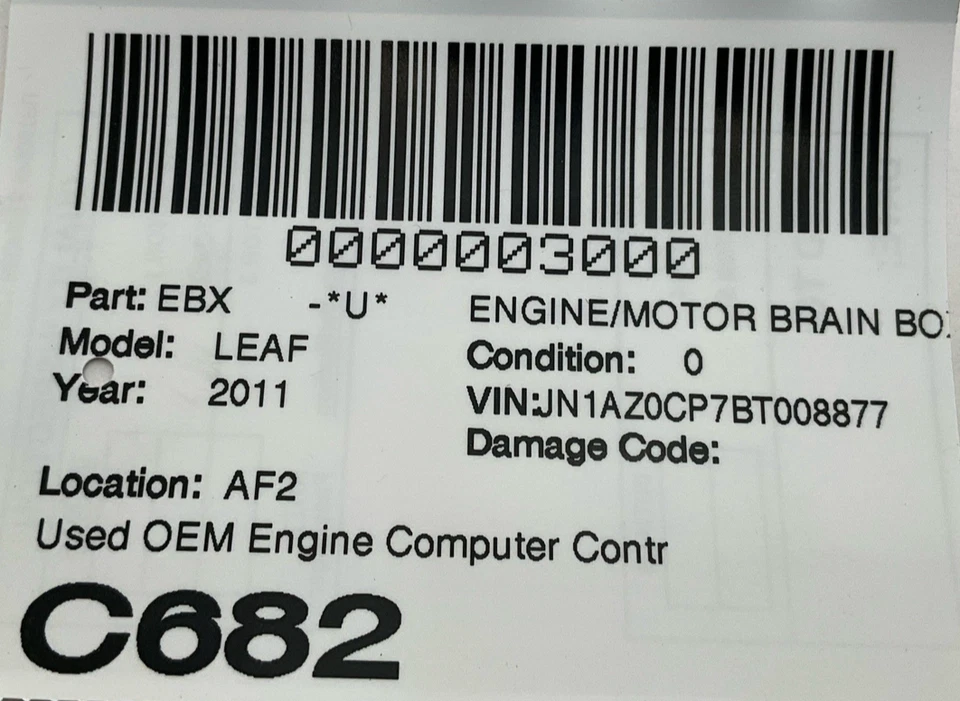 0000003000
Part: EBX -*U* ENGINE/MOTOR BRAIN BO
Model: LEAF Condition: 0
Year: 2011 VIN:JN1AZ0CP7BT008877
Damage Code:
Location: AF2
Used OEM Engine Computer Contr
C682